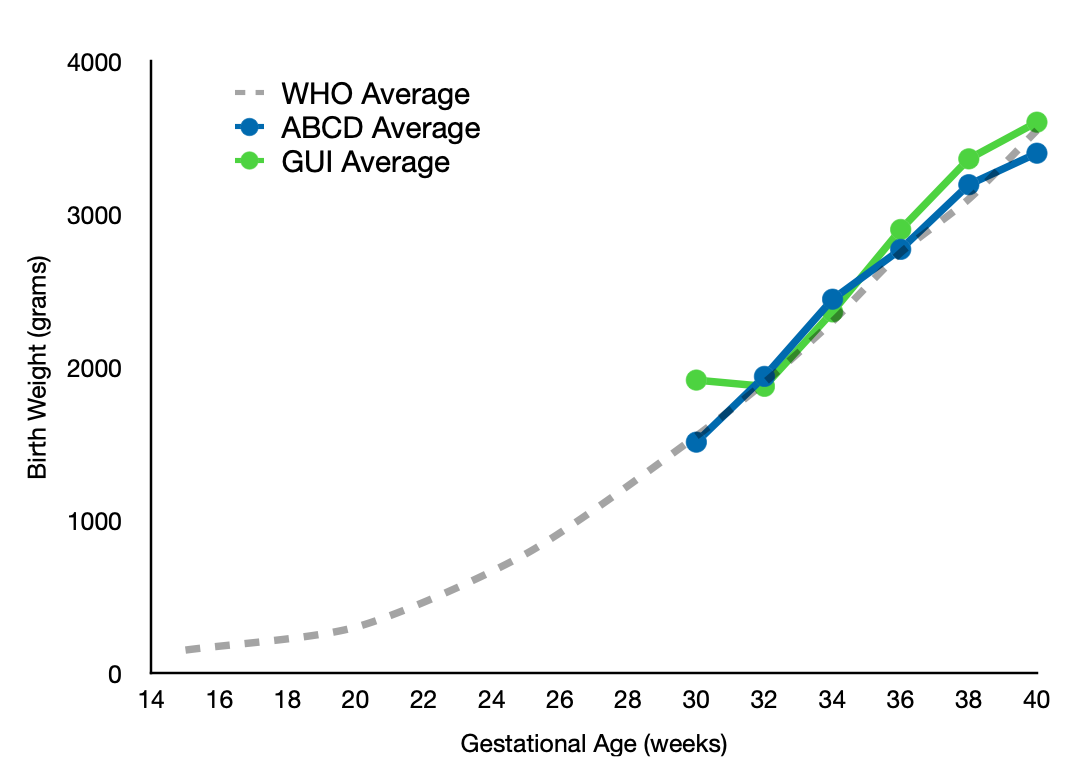 4000
WHO Average
ABCD Average
GUI Average
3000
2000
1000
0
Birth Weight (grams)
14 16 18 20 22 24 26 28 30 32 34 36 38 40
Gestational Age (weeks)